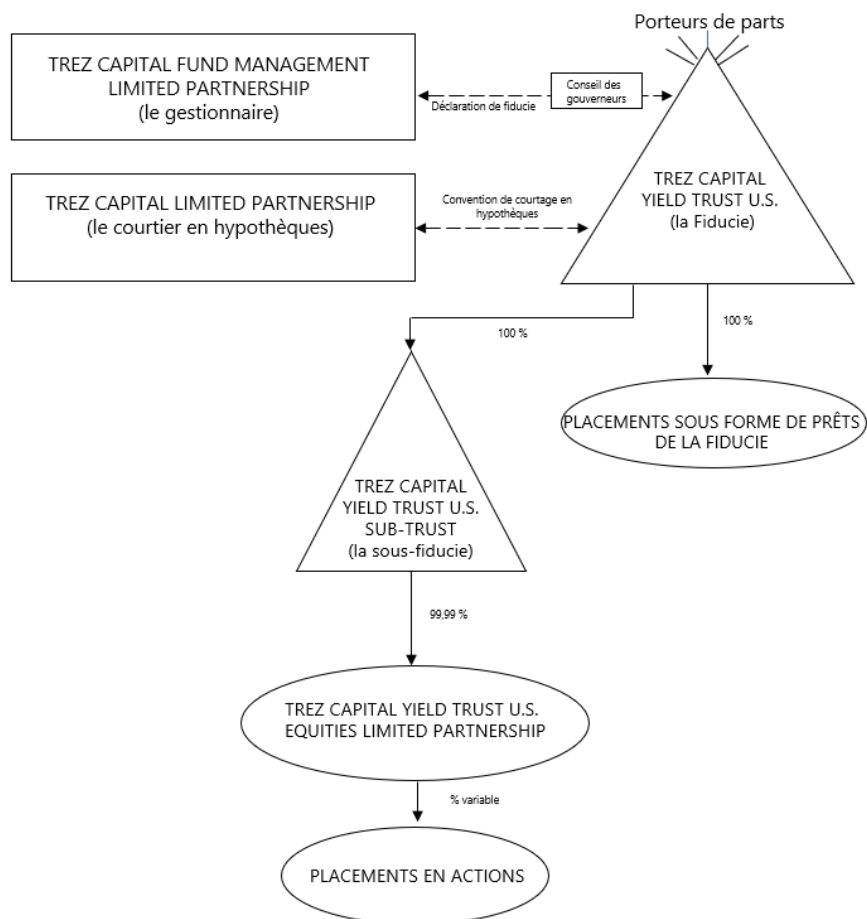 Porteurs de parts
TREZ CAPITAL FUND MANAGEMENT
LIMITED PARTNERSHIP
(le gestionnaire)
Conseil des
gouverneurs
Déclaration de fiducie
TREZ CAPITAL LIMITED PARTNERSHIP
(le courtier en hypothèques)
Convention de courtage en
hypothèques
TREZ CAPITAL
YIELD TRUST U.S.
(la Fiducie)
100 %
100 %
PLACEMENTS SOUS FORME DE PRÊTS
DE LA FIDUCIE
TREZ CAPITAL
YIELD TRUST U.S.
SUB-TRUST
(la sous-fiducie)
99,99 %
TREZ CAPITAL YIELD TRUST U.S.
EQUITIES LIMITED PARTNERSHIP
% variable
PLACEMENTS EN ACTIONS